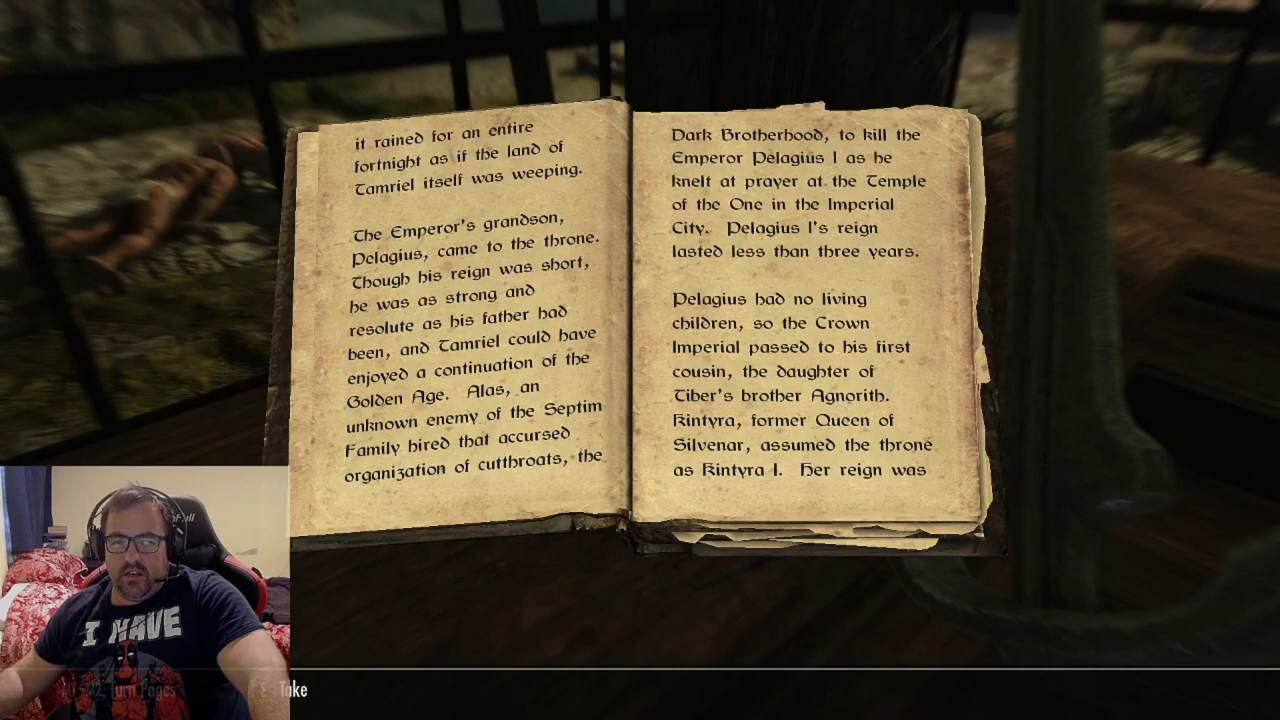 it rained for an entire
fortnight as if the land of
Tamriel itself was weeping.
The Emperor's grandson,
Pelagius, came to the throne.
Though his reign was short,
he was as strong and
resolute as his father had
been, and Tamriel could have
enjoyed a continuation of the
Golden Age. Alas, an
unknown enemy of the Septim
Family hired that accursed
organization of cutthroats, the
Dark Brotherhood, to kill the
Emperor Pelagius I as he
knelt at prayer at the Temple
of the One in the Imperial
City. Pelagius I's reign
lasted less than three years.
Pelagius had no living
children, so the Crown
Imperial passed to his first
cousin, the daughter of
Tiber's brother Agnorith.
Kintyra, former Queen of
Silvenar, assumed the throne
as Kintyra I. Her reign was
I HAVE
Turn Pages
E Take